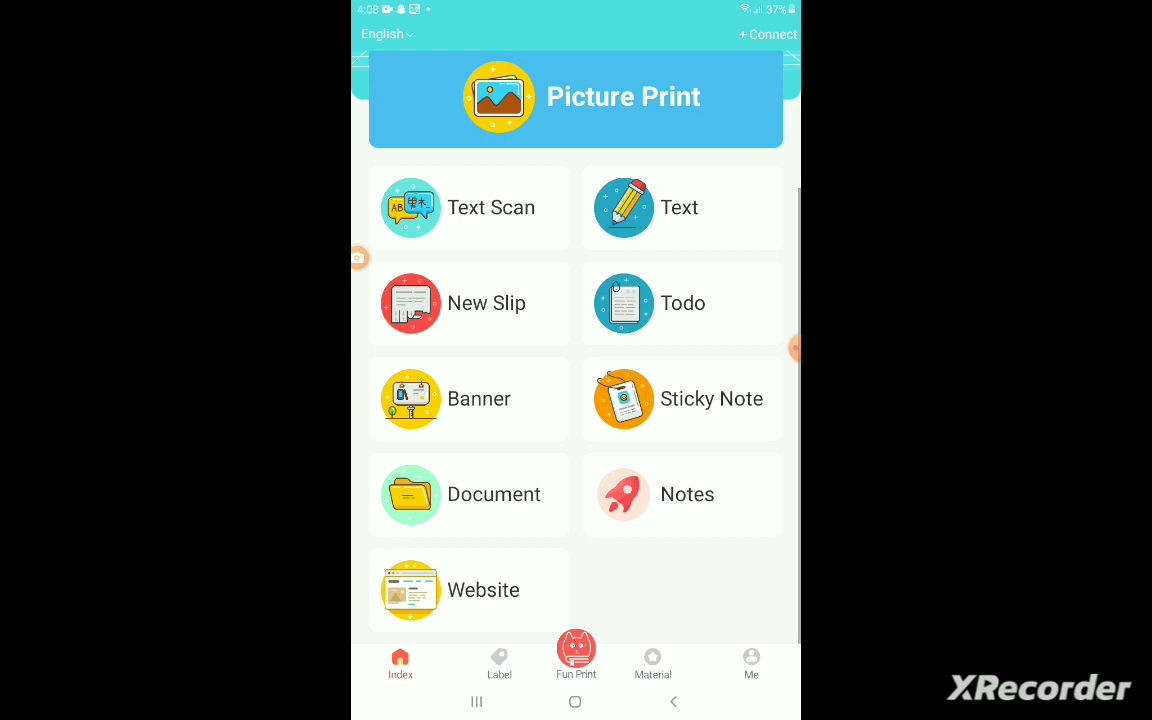 4:08
37%
English
+ Connect
Picture Print
Text Scan
Text
New Slip
Todo
Banner
Sticky Note
Document
Notes
Website
Index
Label
Fun Print
Material
Me
XRecorder